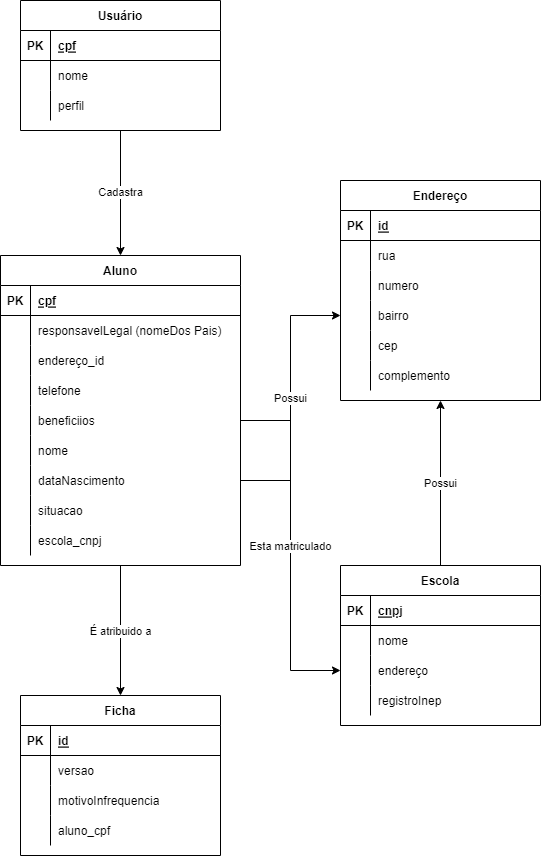 Usuário
PK cpf
nome
perfil
Cadastra
Aluno
PK cpf
responsavelLegal (nomeDos Pais)
endereço_id
telefone
beneficiios
nome
dataNascimento
situacao
escola_cnpj
Possui
Esta matriculado
Endereço
PK id
rua
numero
bairro
cep
complemento
Possui
Escola
PK cnpj
nome
endereço
registroInep
É atribuido a
Ficha
PK id
versao
motivoInfrequencia
aluno_cpf